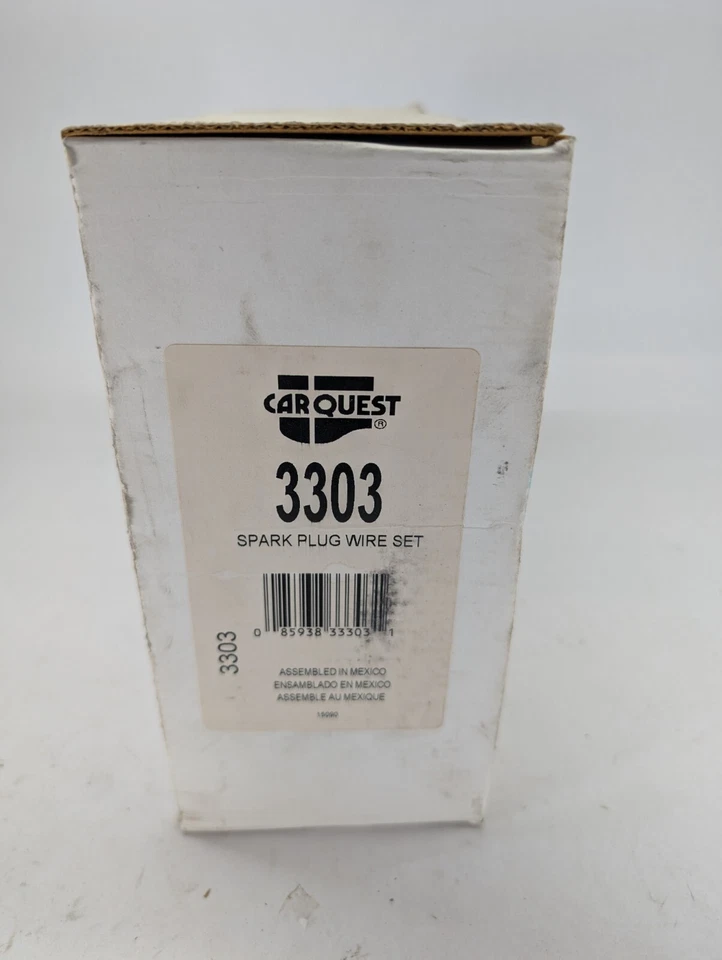 CARQUEST
®
3303
SPARK PLUG WIRE SET
0 85938 33303 1
3303
ASSEMBLED IN MEXICO
ENSAMBLADO EN MEXICO
ASSEMBLE AU MEXIQUE